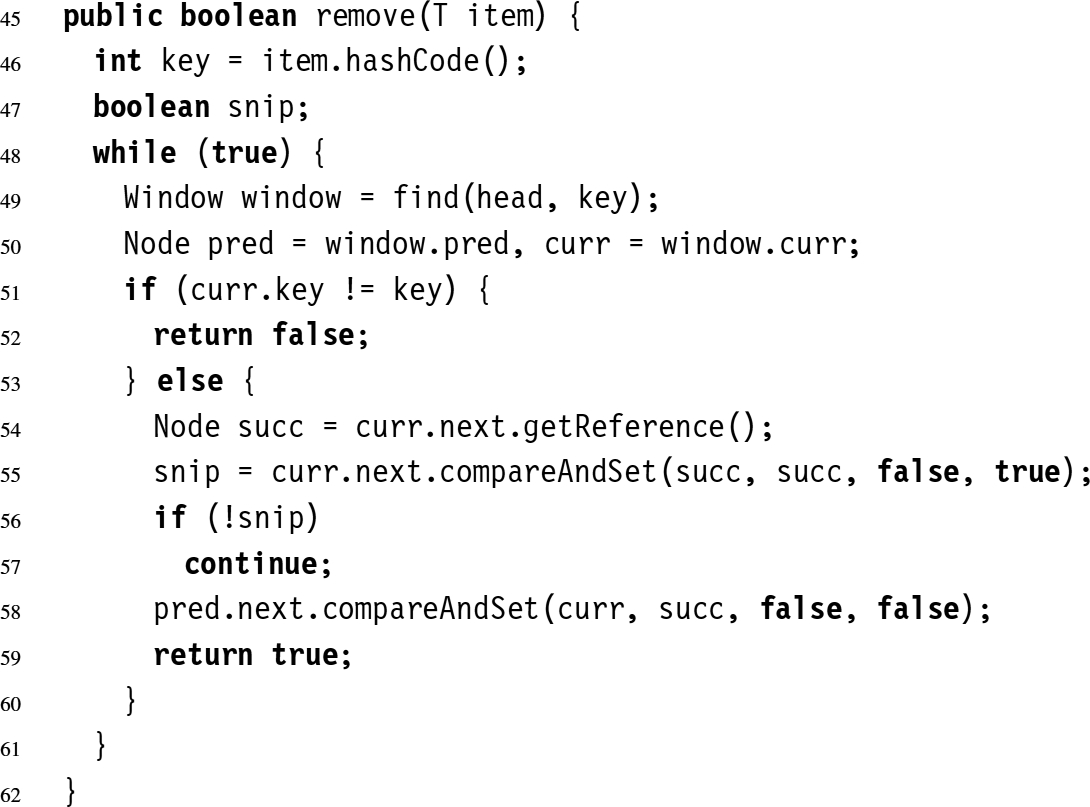 45 public boolean remove(T item) {
46 int key = item.hashCode();
47 boolean snip;
48 while (true) {
49 Window window = find(head, key);
50 Node pred = window.pred, curr = window.curr;
51 if (curr.key != key) {
52 return false;
53 } else {
54 Node succ = curr.next.getReference();
55 snip = curr.next.compareAndSet(succ, succ, false, true);
56 if (!snip)
57 continue;
58 pred.next.compareAndSet(curr, succ, false, false);
59 return true;
60 }
61 }
62 }